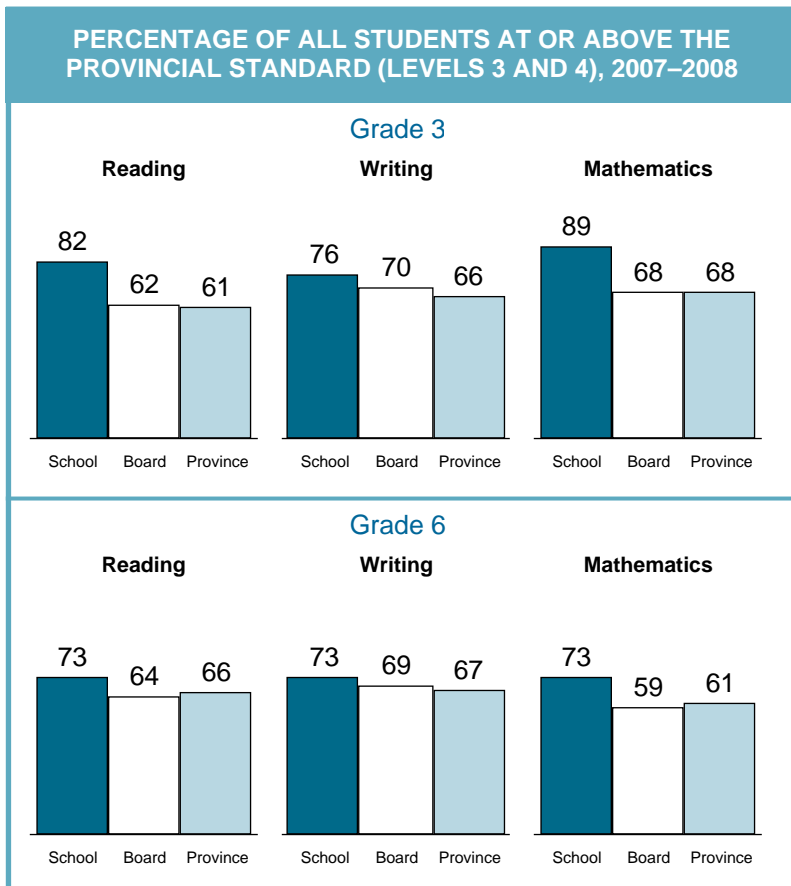 PERCENTAGE OF ALL STUDENTS AT OR ABOVE THE
PROVINCIAL STANDARD (LEVELS 3 AND 4), 2007–2008
Grade 3
Reading Writing Mathematics
82 62 61 76 70 66 89 68 68
School Board Province School Board Province School Board Province
Grade 6
Reading Writing Mathematics
73 64 66 73 69 67 73 59 61
School Board Province School Board Province School Board Province